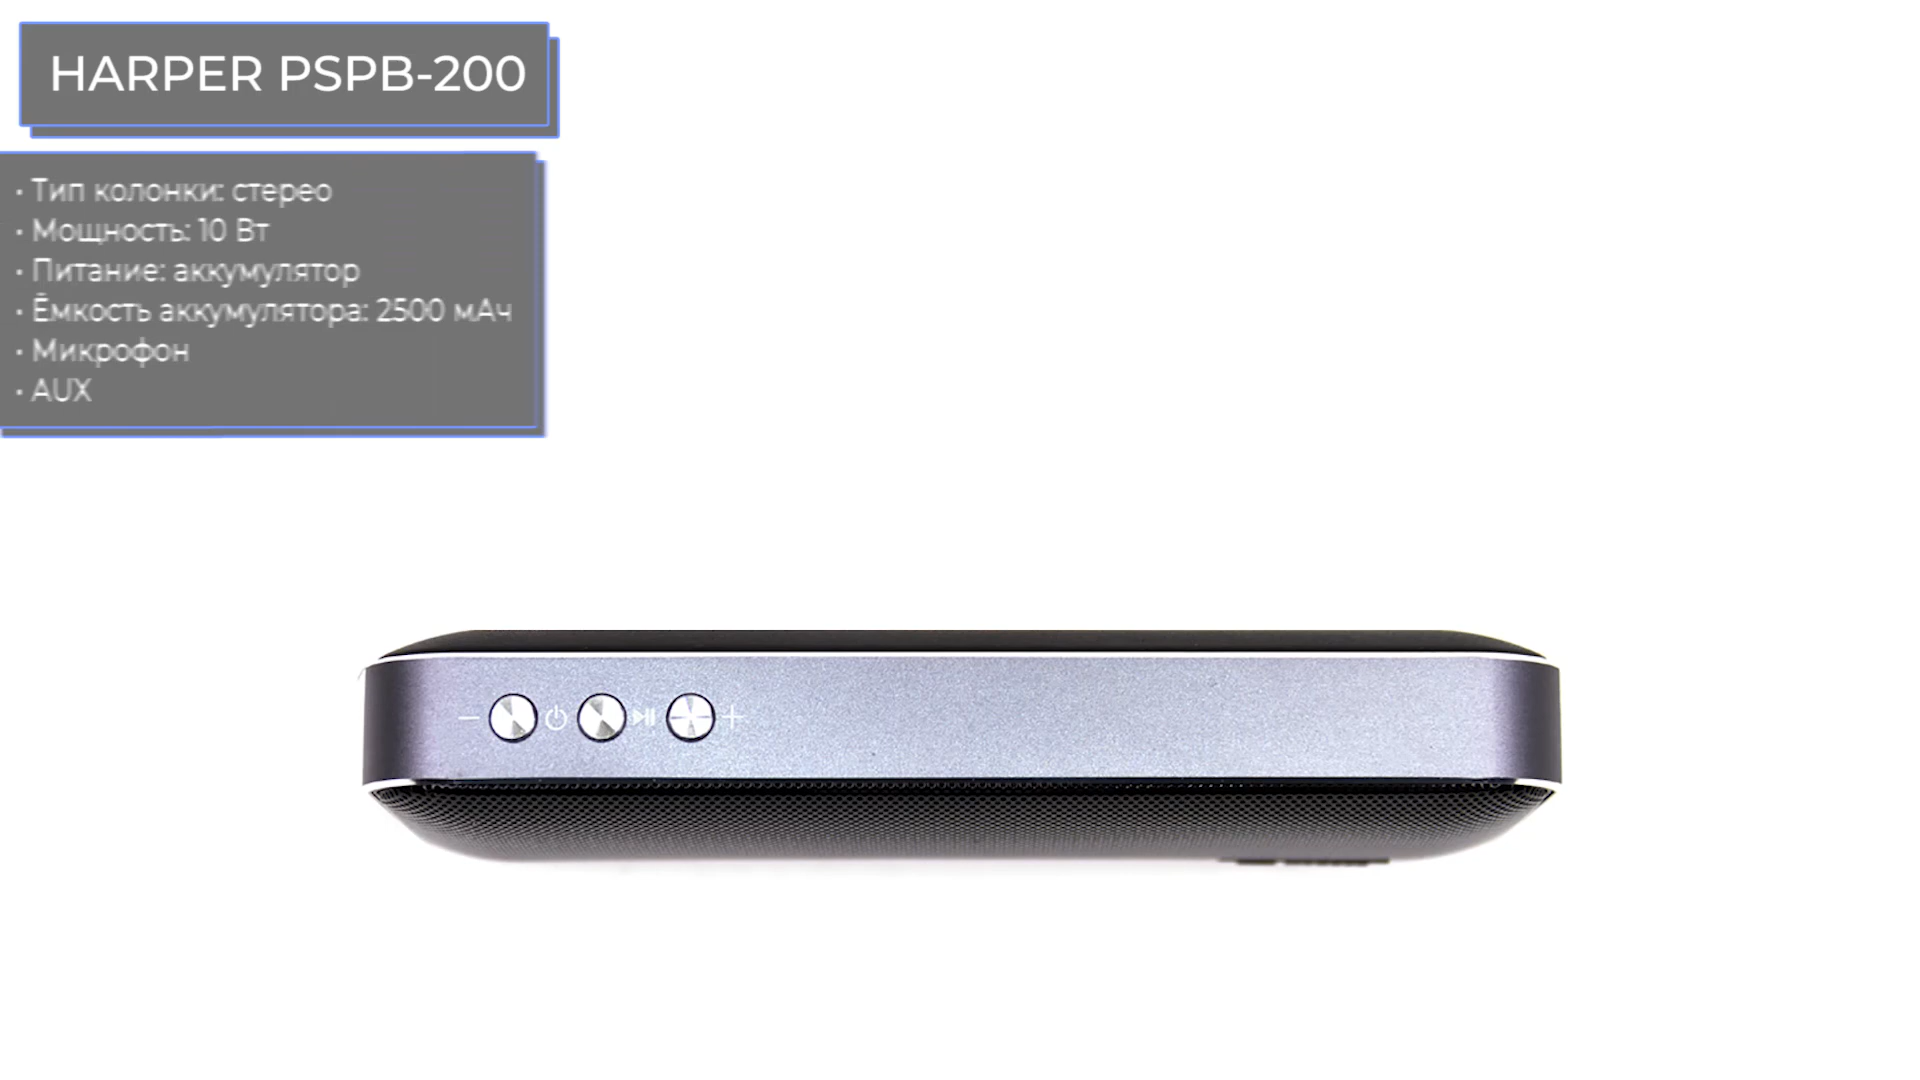 HARPER PSPB-200
• Тип колонки: стерео
• Мощность: 10 Вт
• Питание: аккумулятор
• Ёмкость аккумулятора: 2500 мАч
• Микрофон
• AUX